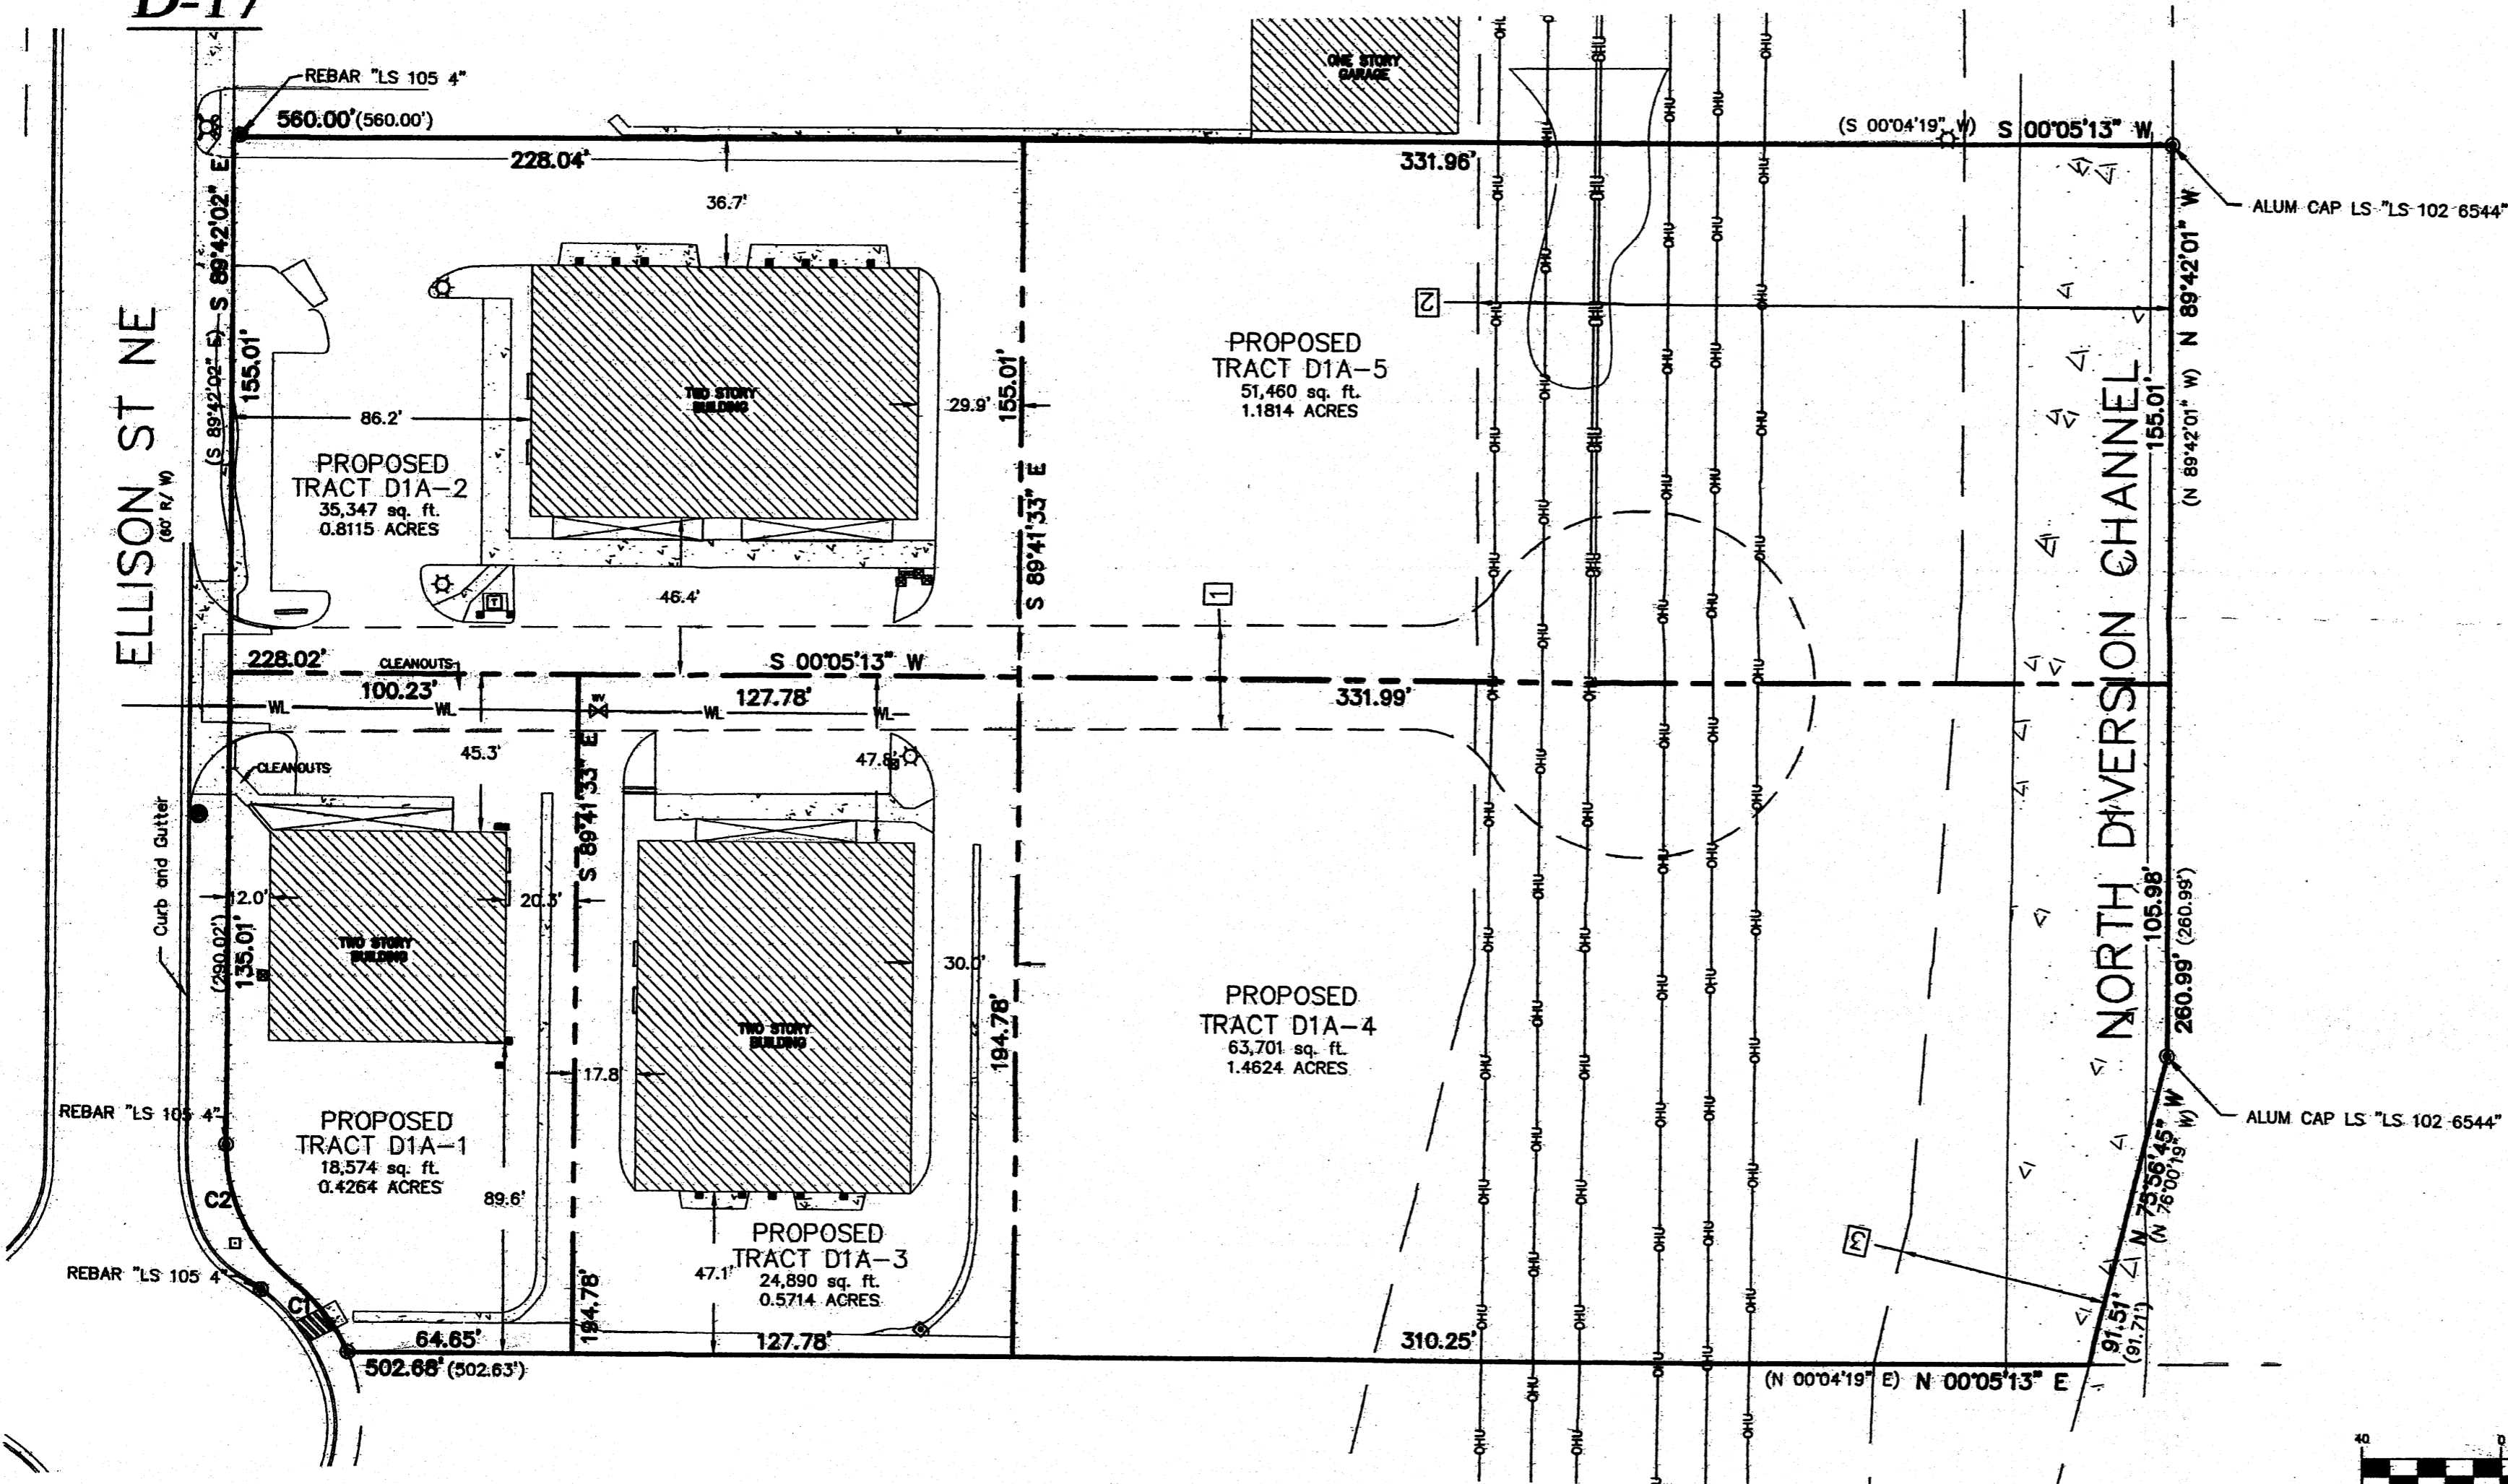 D-17
REBAR "LS 105 4"
560.00' (560.00')
228.04'
331.96'
(S 00°04'19" W) S 00°05'13" W
ONE STORY
GARAGE
ALUM CAP LS "LS 102 6544"
36.7'
S 89°42'02" E
(S 89°42'02" E)
155.01'
ELLISON ST NE
(60' R/W)
86.2'
TWO STORY
BUILDING
29.9'
155.01'
S 89°41'33" E
PROPOSED
TRACT D1A-2
35,347 sq. ft.
0.8115 ACRES
46.4'
T
PROPOSED
TRACT D1A-5
51,460 sq. ft.
1.1814 ACRES
2
1
OHU
NORTH DIVERSION CHANNEL
N 89°42'01" W
(N 89°42'01" W)
155.01'
228.02'
CLEANOUTS
S 00°05'13" W
100.23'
127.78'
331.99'
WL
WL
WV
WL
WL
45.3'
47.8'
CLEANOUTS
S 89°41'33" E
Curb and Gutter
12.0'
20.3'
(290.02')
135.01'
TWO STORY
BUILDING
TWO STORY
BUILDING
30.0'
17.8'
194.78'
PROPOSED
TRACT D1A-4
63,701 sq. ft.
1.4624 ACRES
105.98'
260.99' (260.99')
ALUM CAP LS "LS 102 6544"
REBAR "LS 105 4"
PROPOSED
TRACT D1A-1
18,574 sq. ft.
0.4264 ACRES
89.6'
C2
REBAR "LS 105 4"
C1
PROPOSED
TRACT D1A-3
24,890 sq. ft.
0.5714 ACRES
47.1'
194.78'
N 75°56'45" W
(N 76°00'19" W)
3
91.51'
(91.71')
64.65'
127.78'
310.25'
502.68' (502.63')
(N 00°04'19" E) N 00°05'13" E
40
0